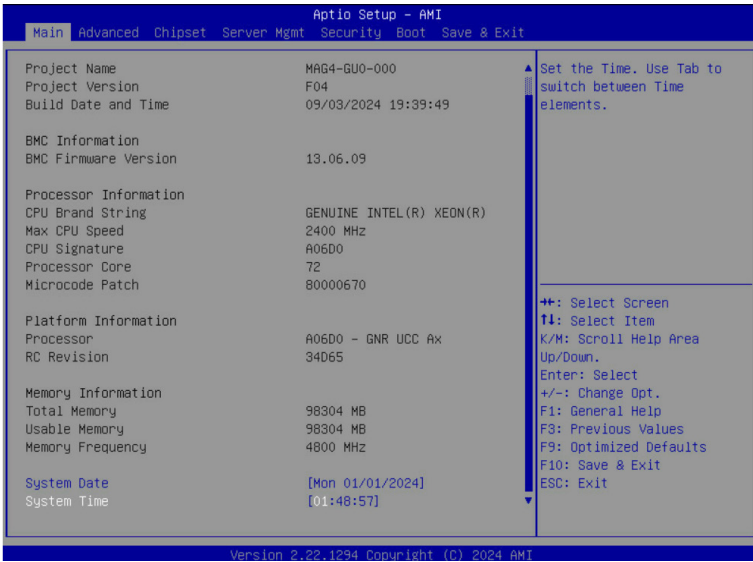 Aptio Setup – AMI
Main Advanced Chipset Server Mgmt Security Boot Save & Exit
Project Name MAG4-GU0-000
Project Version F04
Build Date and Time 09/03/2024 19:39:49
BMC Information
BMC Firmware Version 13.06.09
Processor Information
CPU Brand String GENUINE INTEL(R) XEON(R)
Max CPU Speed 2400 MHz
CPU Signature A06D0
Processor Core 72
Microcode Patch 80000670
Platform Information
Processor A06D0 - GNR UCC Ax
RC Revision 34D65
Memory Information
Total Memory 98304 MB
Usable Memory 98304 MB
Memory Frequency 4800 MHz
System Date [Mon 01/01/2024]
System Time [01:48:57]
Set the Time. Use Tab to
switch between Time
elements.
→←: Select Screen
↑↓: Select Item
K/M: Scroll Help Area
Up/Down.
Enter: Select
+/-: Change Opt.
F1: General Help
F3: Previous Values
F9: Optimized Defaults
F10: Save & Exit
ESC: Exit
Version 2.22.1294 Copyright (C) 2024 AMI